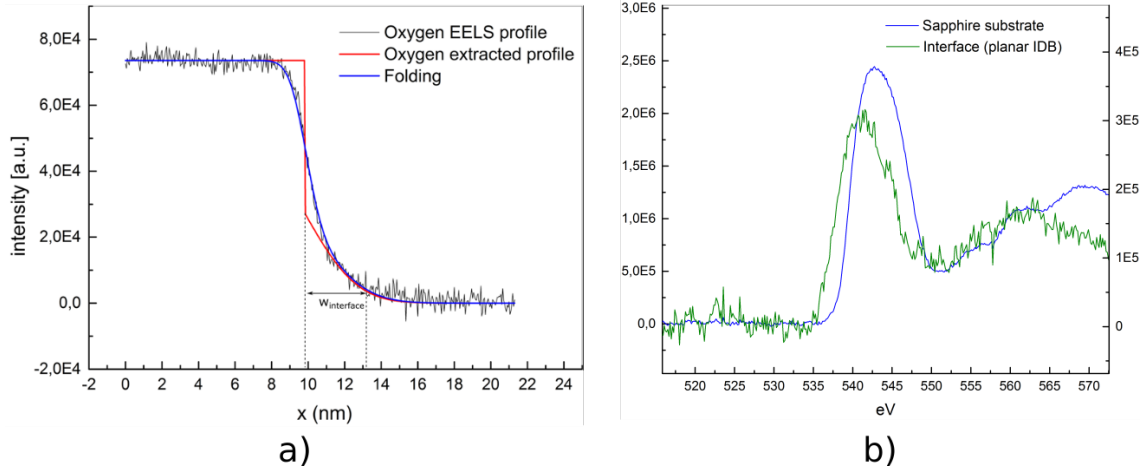 Oxygen EELS profile
Oxygen extracted profile
Folding
8,0E4
6,0E4
4,0E4
2,0E4
0,0
-2,0E4
intensity [a.u.]
winterface
-2 0 2 4 6 8 10 12 14 16 18 20 22 24
x (nm)
a)
Sapphire substrate
Interface (planar IDB)
3,0E6
2,5E6
2,0E6
1,5E6
1,0E6
5,0E5
0,0
4E5
3E5
2E5
1E5
0
520 525 530 535 540 545 550 555 560 565 570
eV
b)